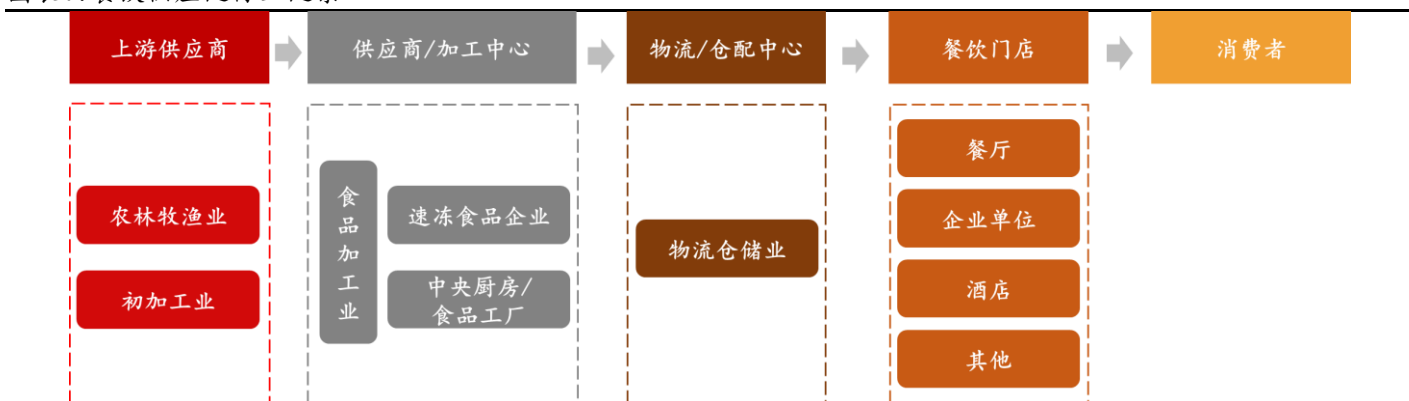 上游供应商
供应商/加工中心
物流/仓配中心
餐饮门店
消费者
农林牧渔业
初加工业
食品加工业
速冻食品企业
中央厨房/
食品工厂
物流仓储业
餐厅
企业单位
酒店
其他